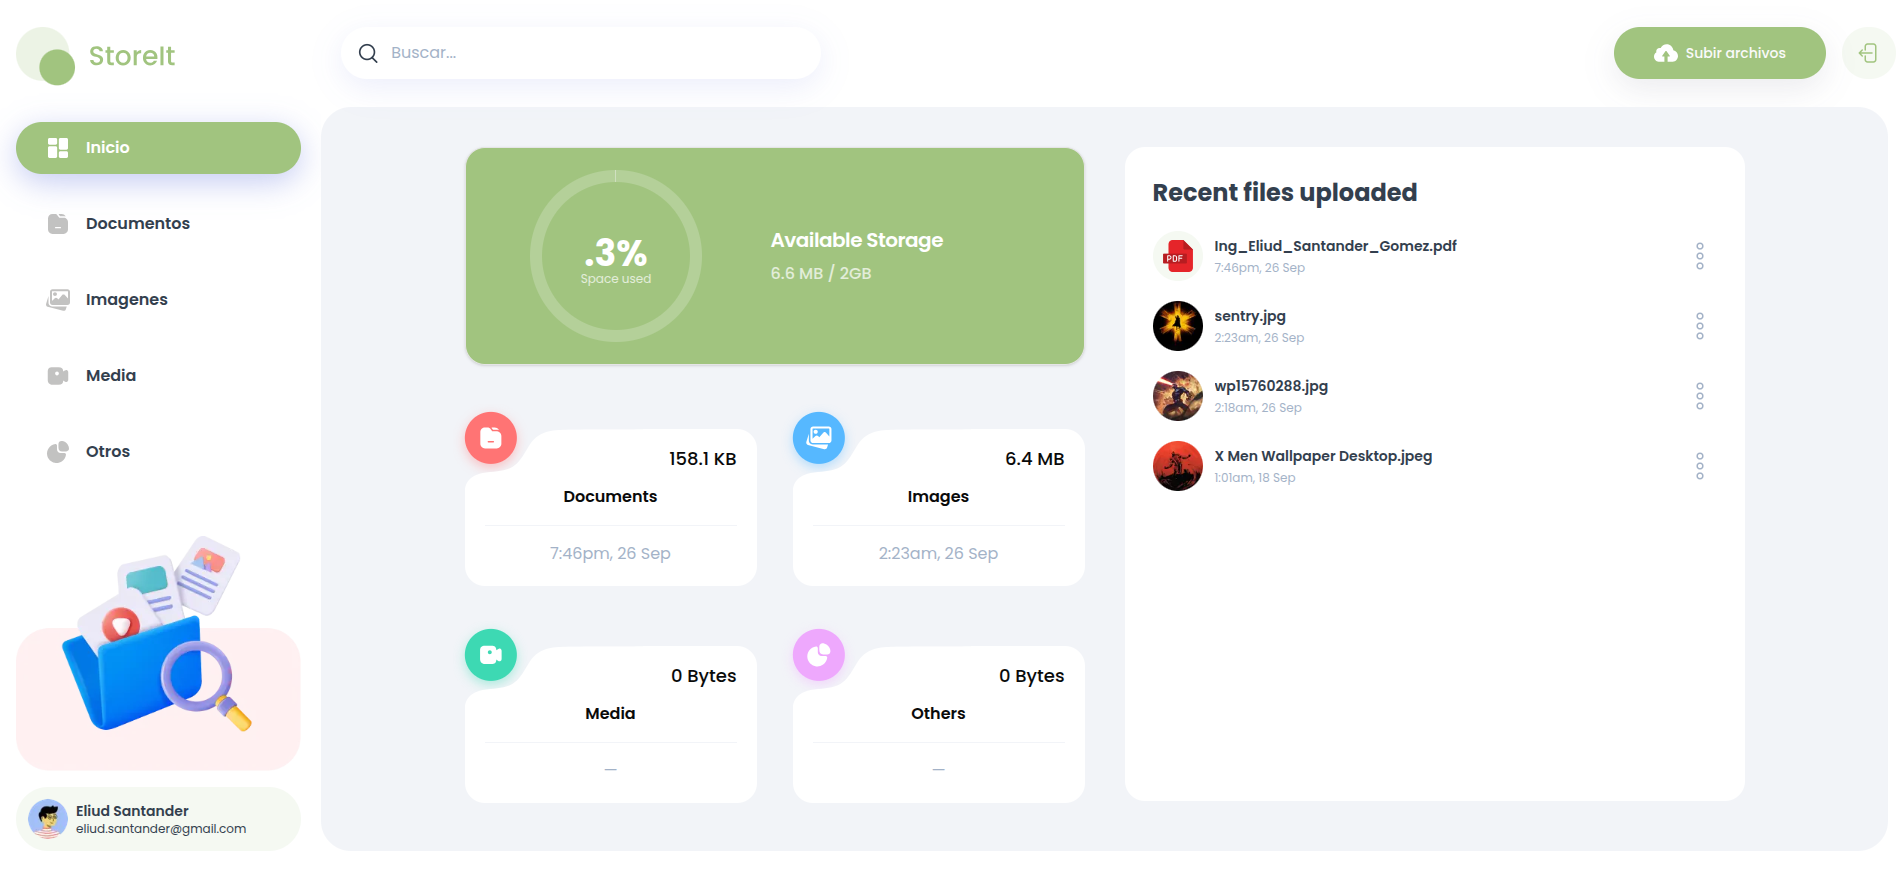 StoreIt
Buscar...
Subir archivos
Inicio
Documentos
Imagenes
Media
Otros
Eliud Santander
eliud.santander@gmail.com
.3%
Space used
Available Storage
6.6 MB / 2GB
158.1 KB
Documents
7:46pm, 26 Sep
6.4 MB
Images
2:23am, 26 Sep
0 Bytes
Media
—
0 Bytes
Others
—
Recent files uploaded
PDF
Ing_Eliud_Santander_Gomez.pdf
7:46pm, 26 Sep
sentry.jpg
2:23am, 26 Sep
wp15760288.jpg
2:18am, 26 Sep
X Men Wallpaper Desktop.jpeg
1:01am, 18 Sep